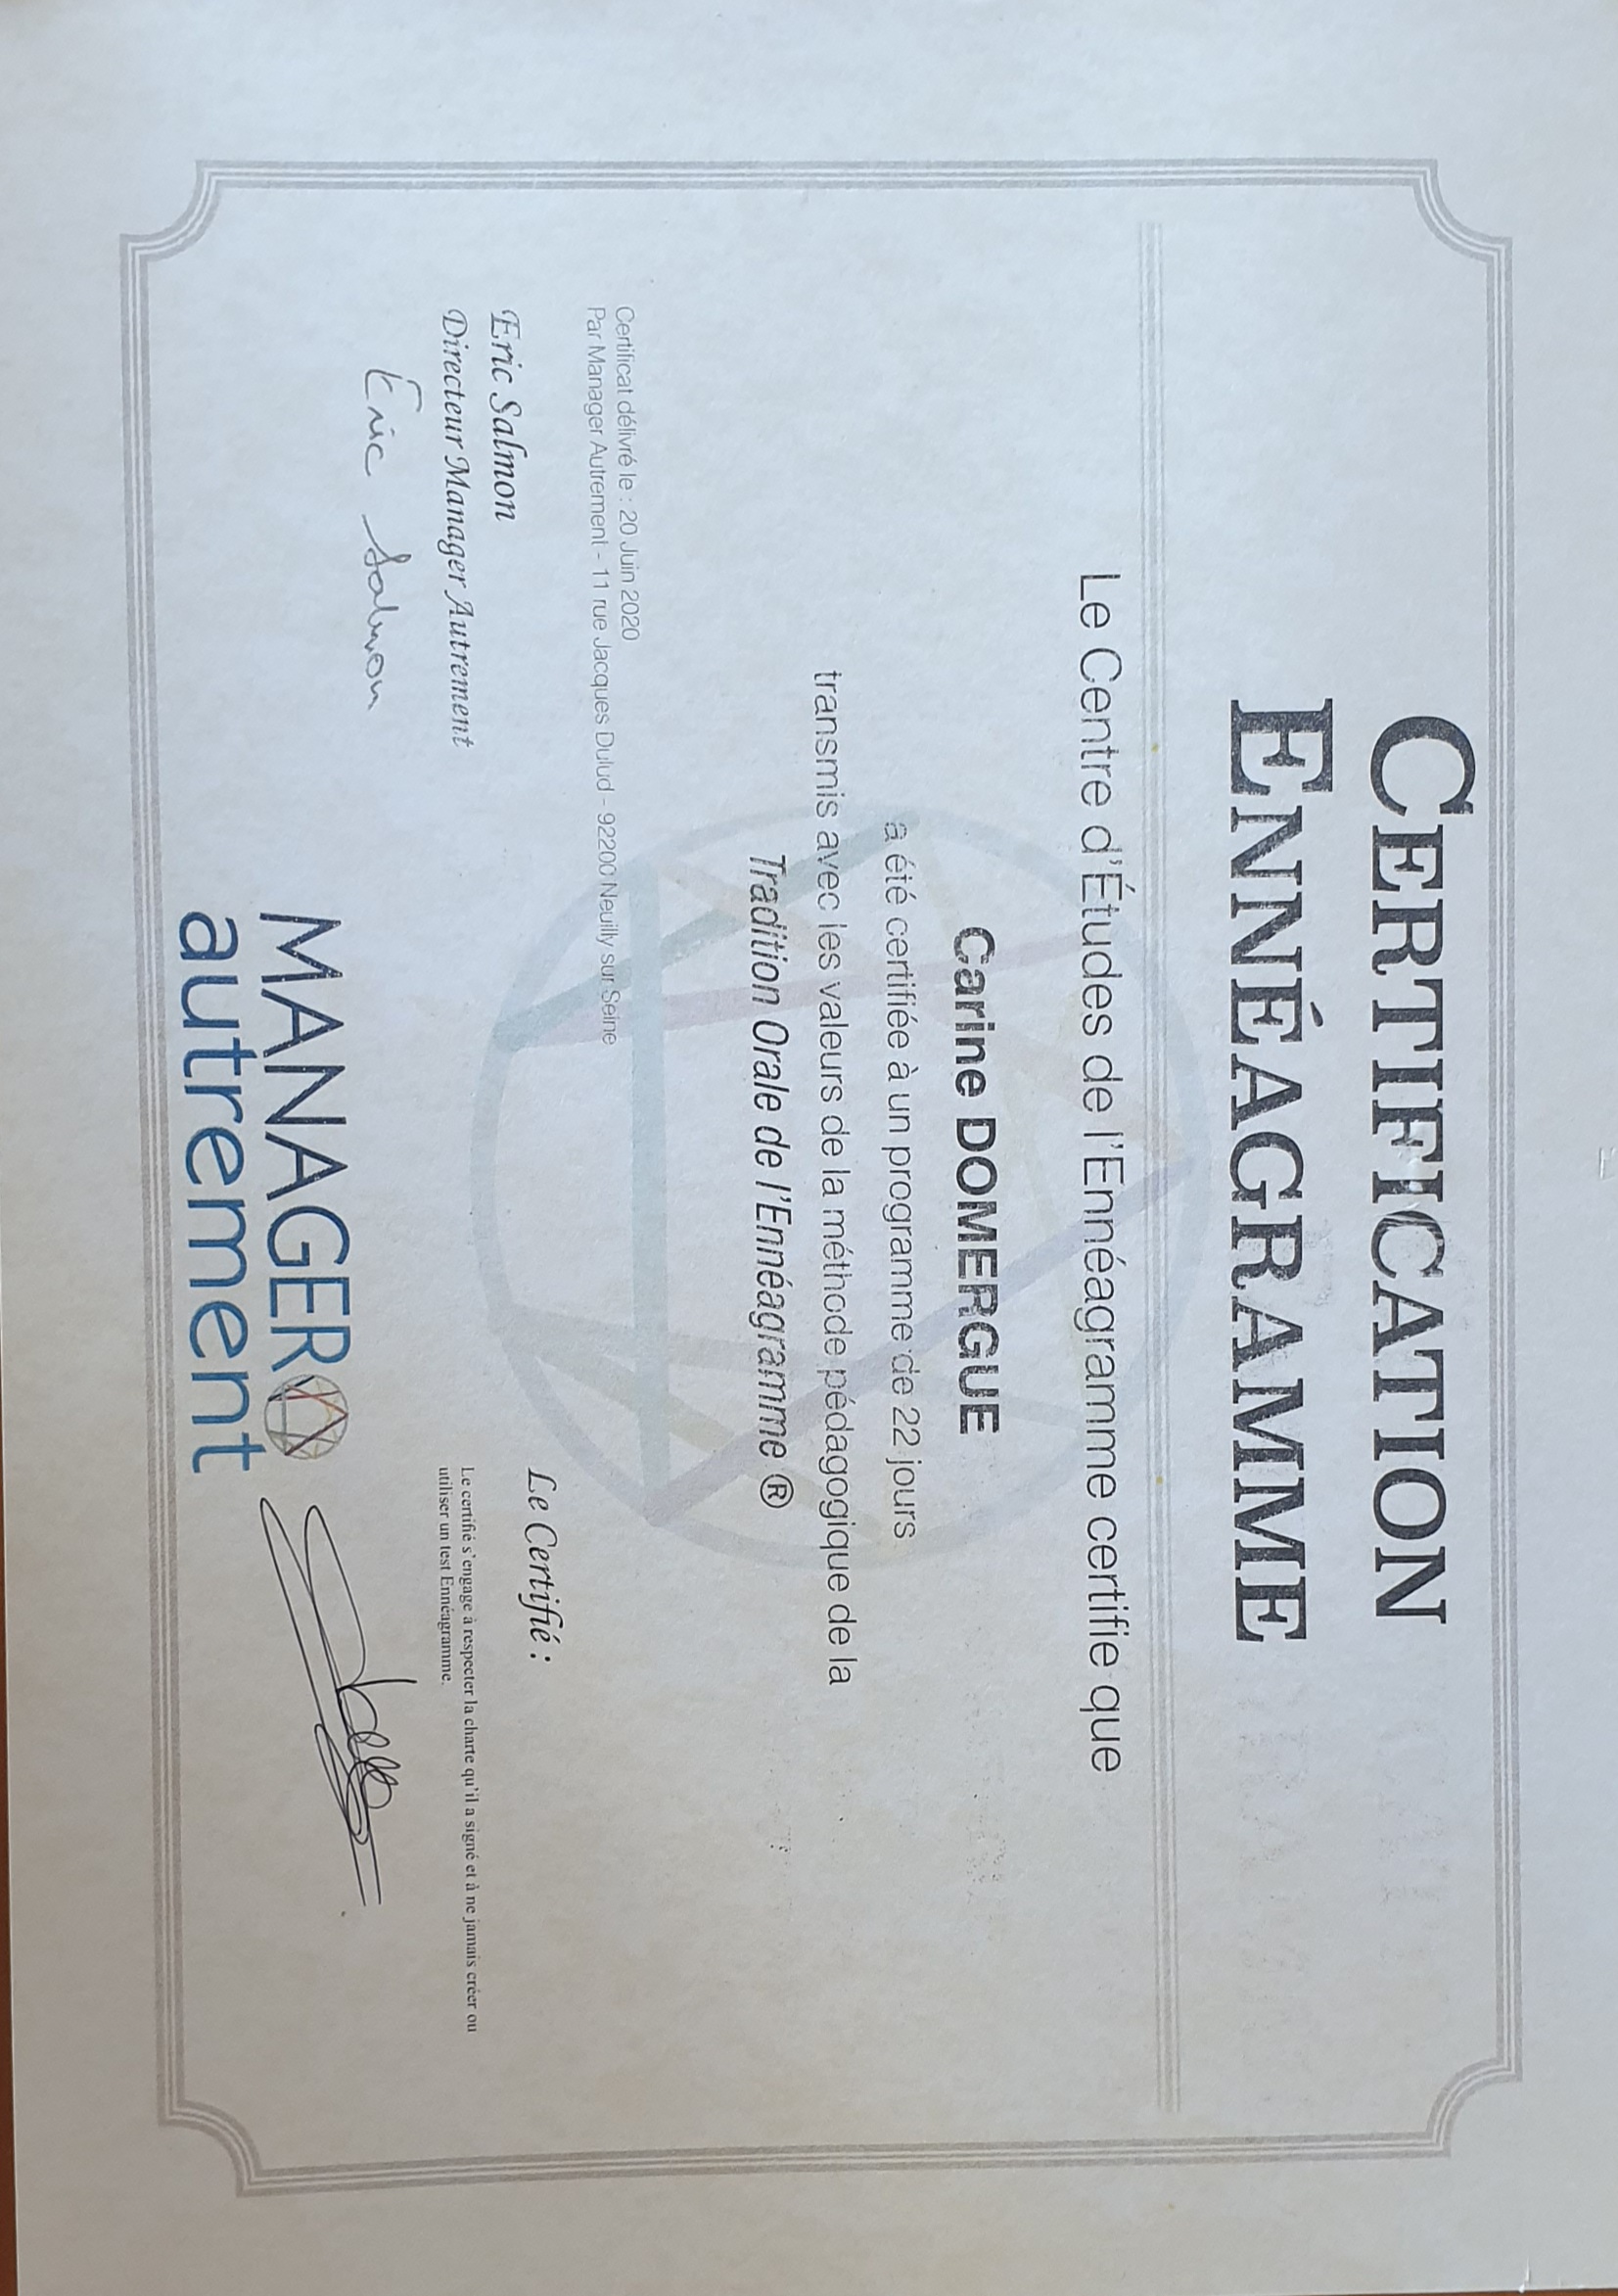 CERTIFICATION
ENNÉAGRAMME
Le Centre d'Études de l'Ennéagramme certifie que
Carine DOMERGUE
a été certifiée à un programme de 22 jours
transmis avec les valeurs de la méthode pédagogique de la
Tradition Orale de l'Ennéagramme ®
Certificat délivré le : 20 Juin 2020
Par Manager Autrement - 11 rue Jacques Dulud - 92200 Neuilly sur Seine
Eric Salmon
Directeur Manager Autrement
Eric Salmon
MANAGER
autrement
Le Certifié :
Le certifié s'engage à respecter la charte qu'il a signé et à ne jamais créer ou
utiliser un test Ennéagramme.